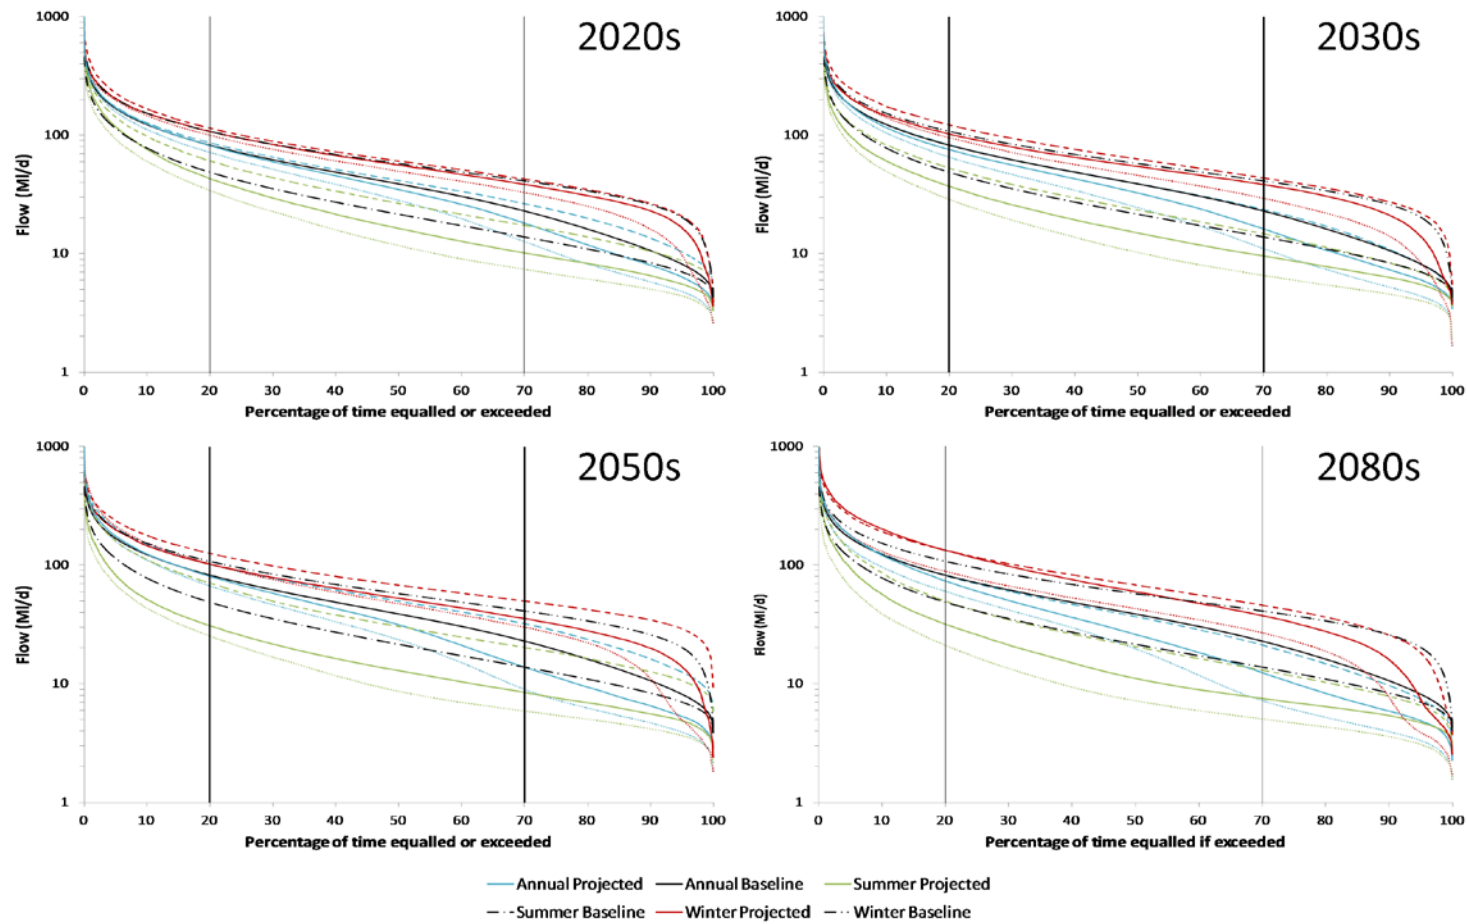 2020s
1000
100
10
1
Flow (Ml/d)
0 10 20 30 40 50 60 70 80 90 100
Percentage of time equalled or exceeded
2030s
1000
100
10
1
Flow (Ml/d)
0 10 20 30 40 50 60 70 80 90 100
Percentage of time equalled or exceeded
2050s
1000
100
10
1
Flow (Ml/d)
0 10 20 30 40 50 60 70 80 90 100
Percentage of time equalled or exceeded
2080s
1000
100
10
1
Flow (Ml/d)
0 10 20 30 40 50 60 70 80 90 100
Percentage of time equalled if exceeded
Annual Projected Annual Baseline Summer Projected
Summer Baseline Winter Projected Winter Baseline